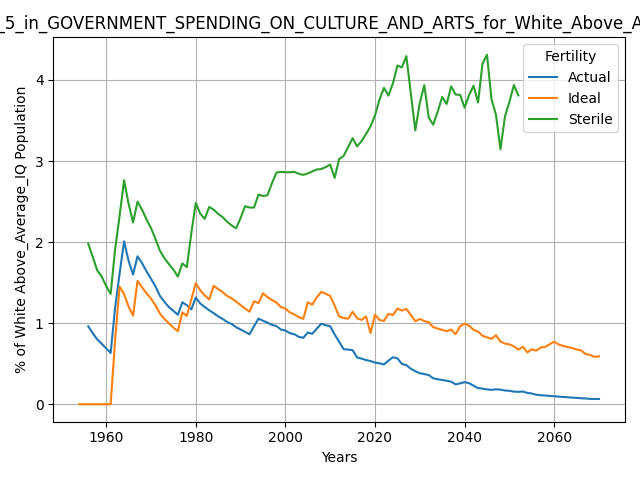 _5_in_GOVERNMENT_SPENDING_ON_CULTURE_AND_ARTS_for_White_Above_A
Fertility
Actual
Ideal
Sterile
% of White Above_Average_IQ Population
4
3
2
1
0
1960 1980 2000 2020 2040 2060
Years